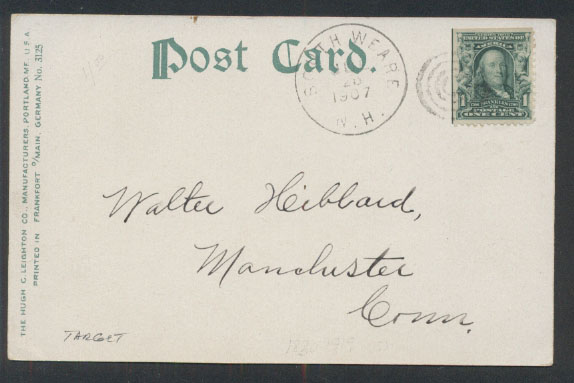 Post Card.
SOUTH WEARE
20
1907
N.H.
UNITED STATES OF
AMERICA
FRANKLIN
POSTAGE
1 ONE CENT 1
THE HUGH C. LEIGHTON CO., MANUFACTURERS, PORTLAND, ME. U.S.A.
PRINTED IN FRANKFORT o/MAIN, GERMANY No. 3125
Walter Hibbard,
Manchester
Conn.
TARGET